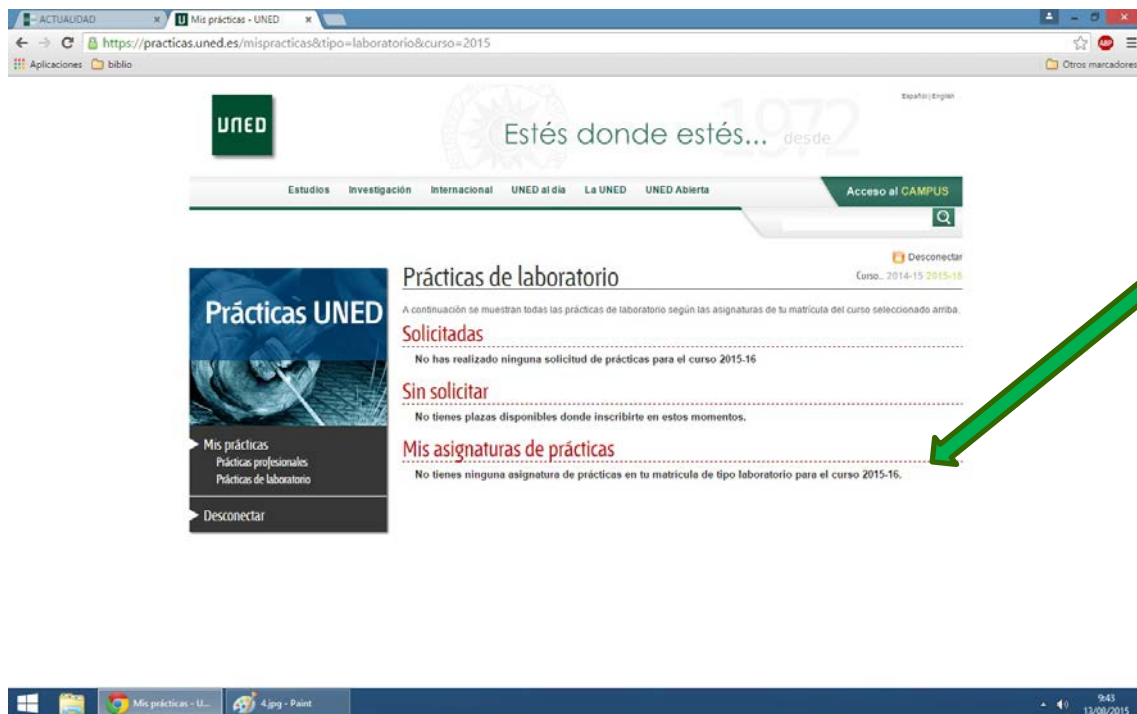 ACTUALIDAD
Mis prácticas - UNED
https://practicas.uned.es/mispracticas&tipo=laboratorio&curso=2015
ABP
Aplicaciones biblio Otros marcadores
Español | English
UNED
1972
Estés donde estés... desde
Estudios Investigación Internacional UNED al día La UNED UNED Abierta Acceso al CAMPUS
Desconectar
Prácticas de laboratorio
Curso.. 2014-15 2015-16
Prácticas UNED
A continuación se muestran todas las prácticas de laboratorio según las asignaturas de tu matrícula del curso seleccionado arriba.
Solicitadas
No has realizado ninguna solicitud de prácticas para el curso 2015-16
Sin solicitar
No tienes plazas disponibles donde inscribirte en estos momentos.
Mis prácticas
Prácticas profesionales
Prácticas de laboratorio
Desconectar
Mis asignaturas de prácticas
No tienes ninguna asignatura de prácticas en tu matricula de tipo laboratorio para el curso 2015-16.
Mis prácticas - U... 4.jpg - Paint
9:43
13/08/2015